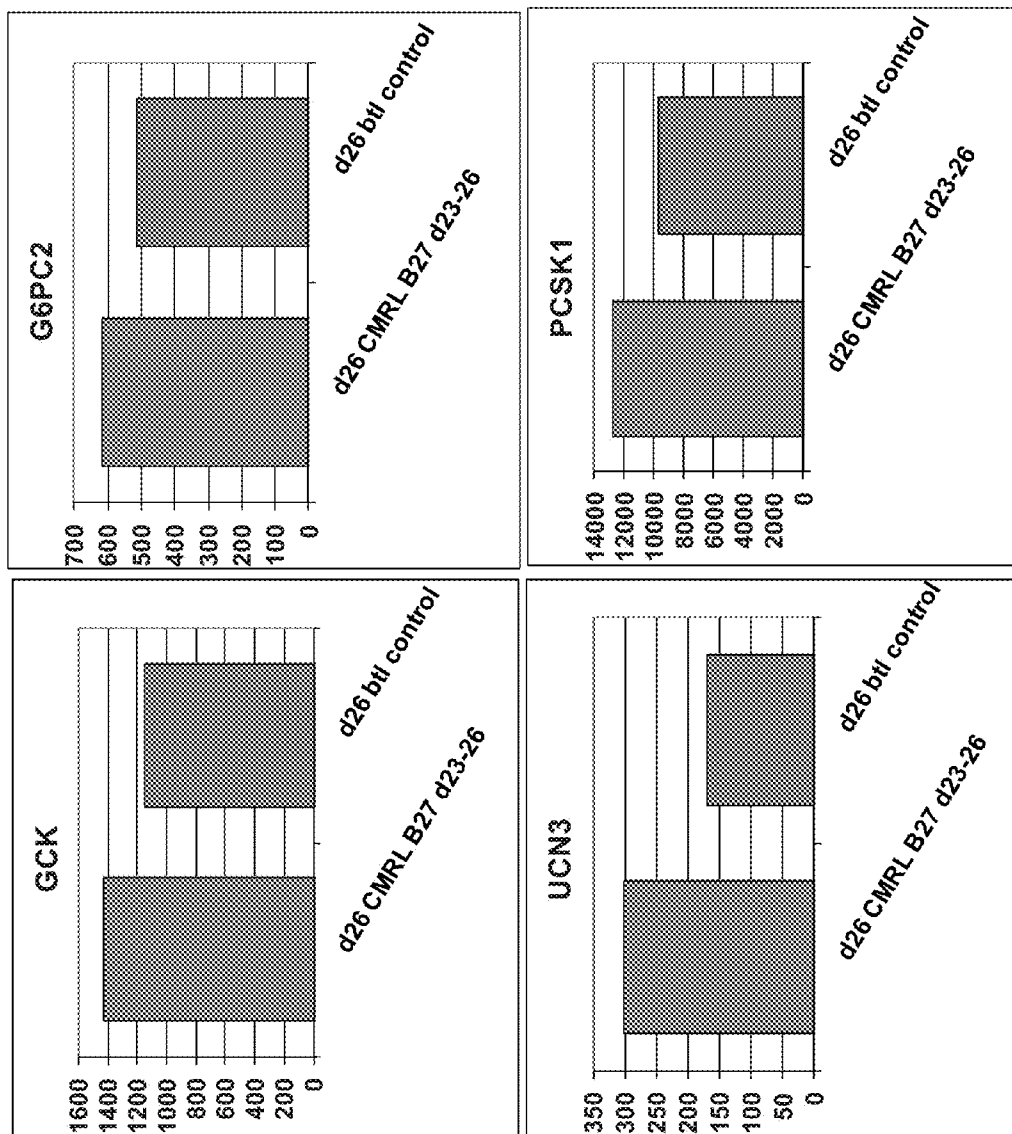 GCK
1600
1400
1200
1000
800
600
400
200
0
d26 CMRL B27 d23-26
d26 btl control
G6PC2
700
600
500
400
300
200
100
0
d26 CMRL B27 d23-26
d26 btl control
UCN3
350
300
250
200
150
100
50
0
d26 CMRL B27 d23-26
d26 btl control
PCSK1
14000
12000
10000
8000
6000
4000
2000
0
d26 CMRL B27 d23-26
d26 btl control